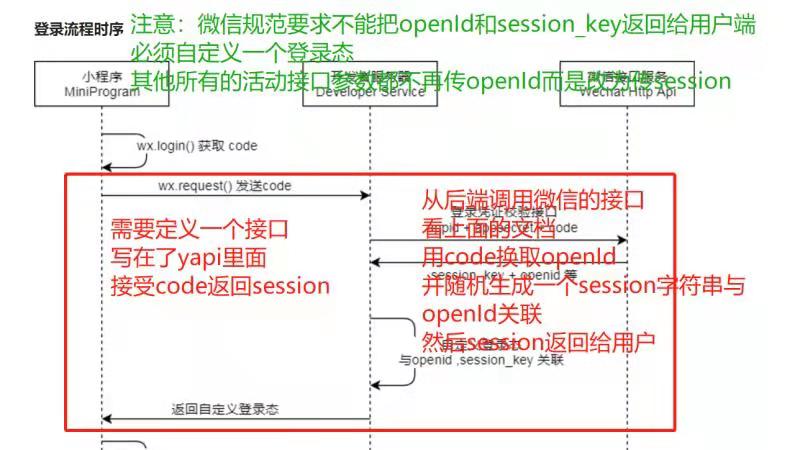 登录流程时序
注意：微信规范要求不能把openId和session_key返回给用户端
必须自定义一个登录态
其他所有的活动接口参数都不再传openId而是改为传session
小程序
MiniProgram
开发者服务器
Developer Service
微信接口服务
Wechat Http Api
wx.login() 获取 code
wx.request() 发送code
需要定义一个接口
写在了yapi里面
接受code返回session
从后端调用微信的接口
登录凭证校验接口
看上面的文档
用code换取openId
session_key + openid 等
并随机生成一个session字符串与
openId关联
然后session返回给用户
与openid ,session_key 关联
返回自定义登录态